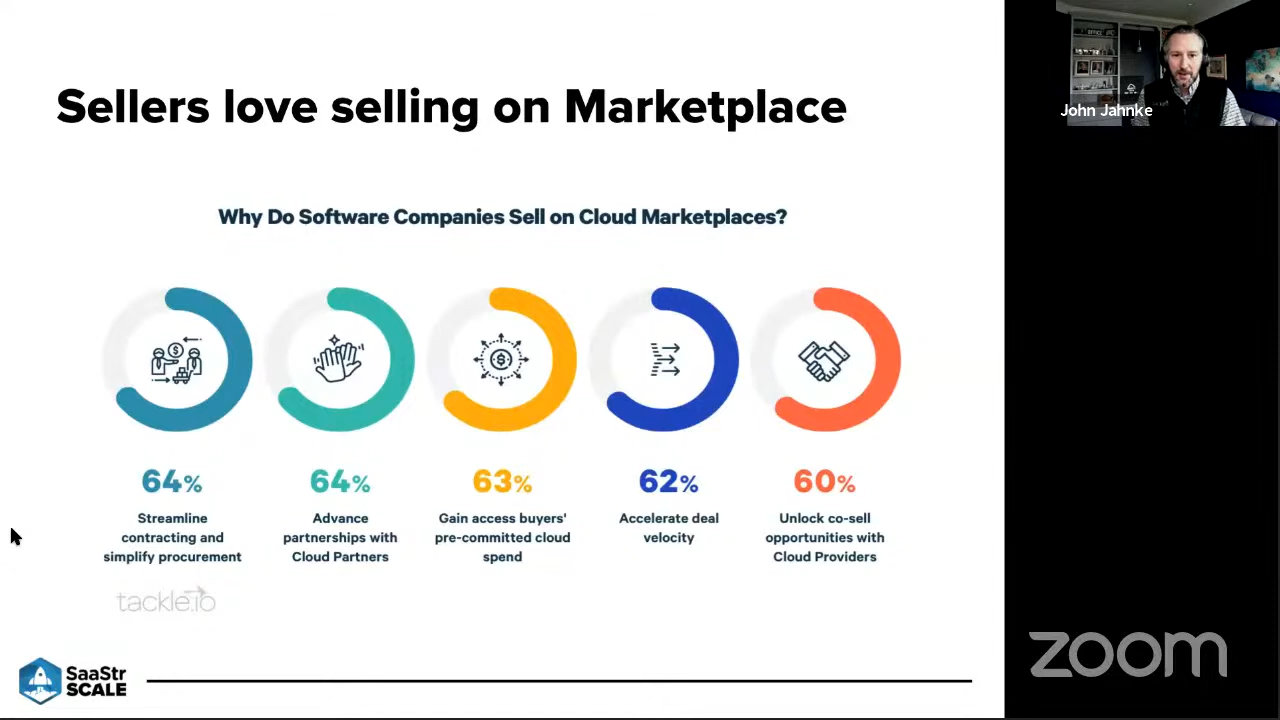 Sellers love selling on Marketplace
Why Do Software Companies Sell on Cloud Marketplaces?
64%
Streamline
contracting and
simplify procurement
64%
Advance
partnerships with
Cloud Partners
63%
Gain access buyers'
pre-committed cloud
spend
62%
Accelerate deal
velocity
60%
Unlock co-sell
opportunities with
Cloud Providers
tackle.io
SaaStr
SCALE
John Jahnke
zoom